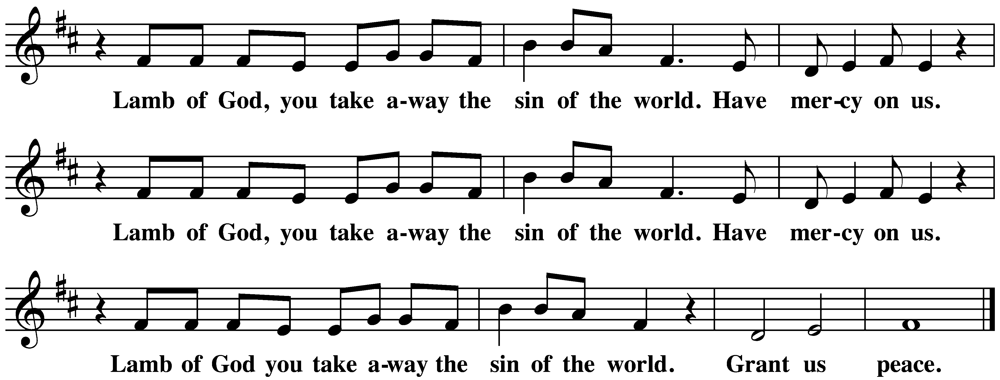 Lamb of God, you take a-way the sin of the world. Have mer-cy on us.
Lamb of God, you take a-way the sin of the world. Have mer-cy on us.
Lamb of God you take a-way the sin of the world. Grant us peace.